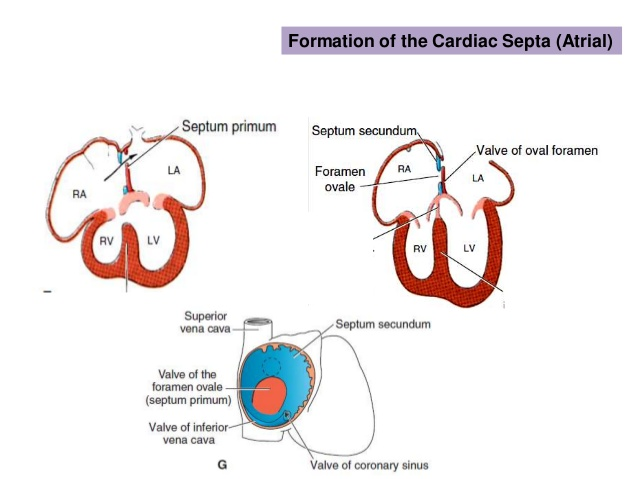 Formation of the Cardiac Septa (Atrial)
Septum primum
LA
RA
RV
LV
Septum secundum
Valve of oval foramen
Foramen
ovale
RA
LA
RV
LV
Superior
vena cava
Septum secundum
Valve of the
foramen ovale
(septum primum)
Valve of inferior
vena cava
G
Valve of coronary sinus